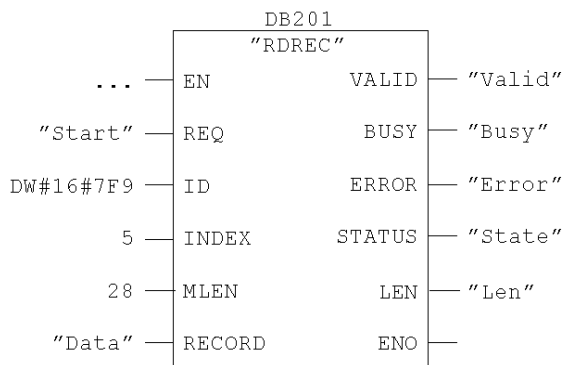 DB201
"RDREC"
... EN VALID "Valid"
"Start" REQ BUSY "Busy"
DW#16#7F9 ID ERROR "Error"
5 INDEX STATUS "State"
28 MLEN LEN "Len"
"Data" RECORD ENO